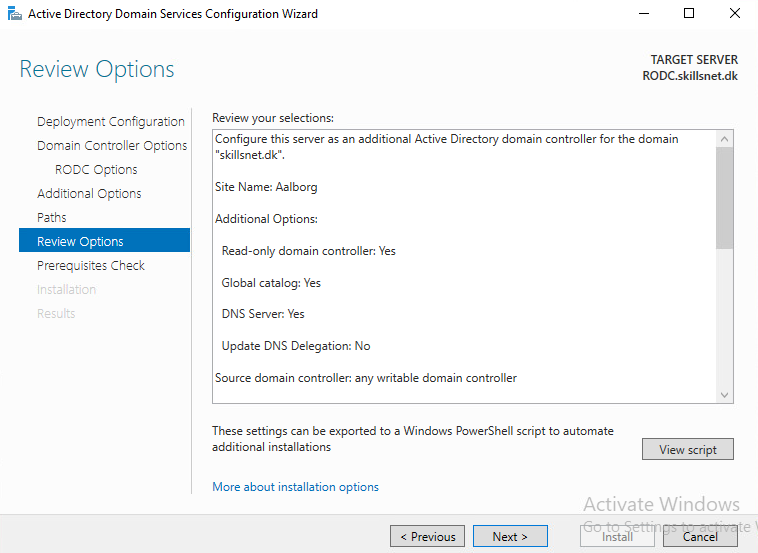 Active Directory Domain Services Configuration Wizard
Review Options
TARGET SERVER
RODC.skillsnet.dk
Deployment Configuration
Domain Controller Options
RODC Options
Additional Options
Paths
Review Options
Prerequisites Check
Installation
Results
Review your selections:
Configure this server as an additional Active Directory domain controller for the domain
"skillsnet.dk".
Site Name: Aalborg
Additional Options:
Read-only domain controller: Yes
Global catalog: Yes
DNS Server: Yes
Update DNS Delegation: No
Source domain controller: any writable domain controller
These settings can be exported to a Windows PowerShell script to automate
additional installations
View script
More about installation options
Activate Windows
Go to Settings to activate W
< Previous
Next >
Install
Cancel